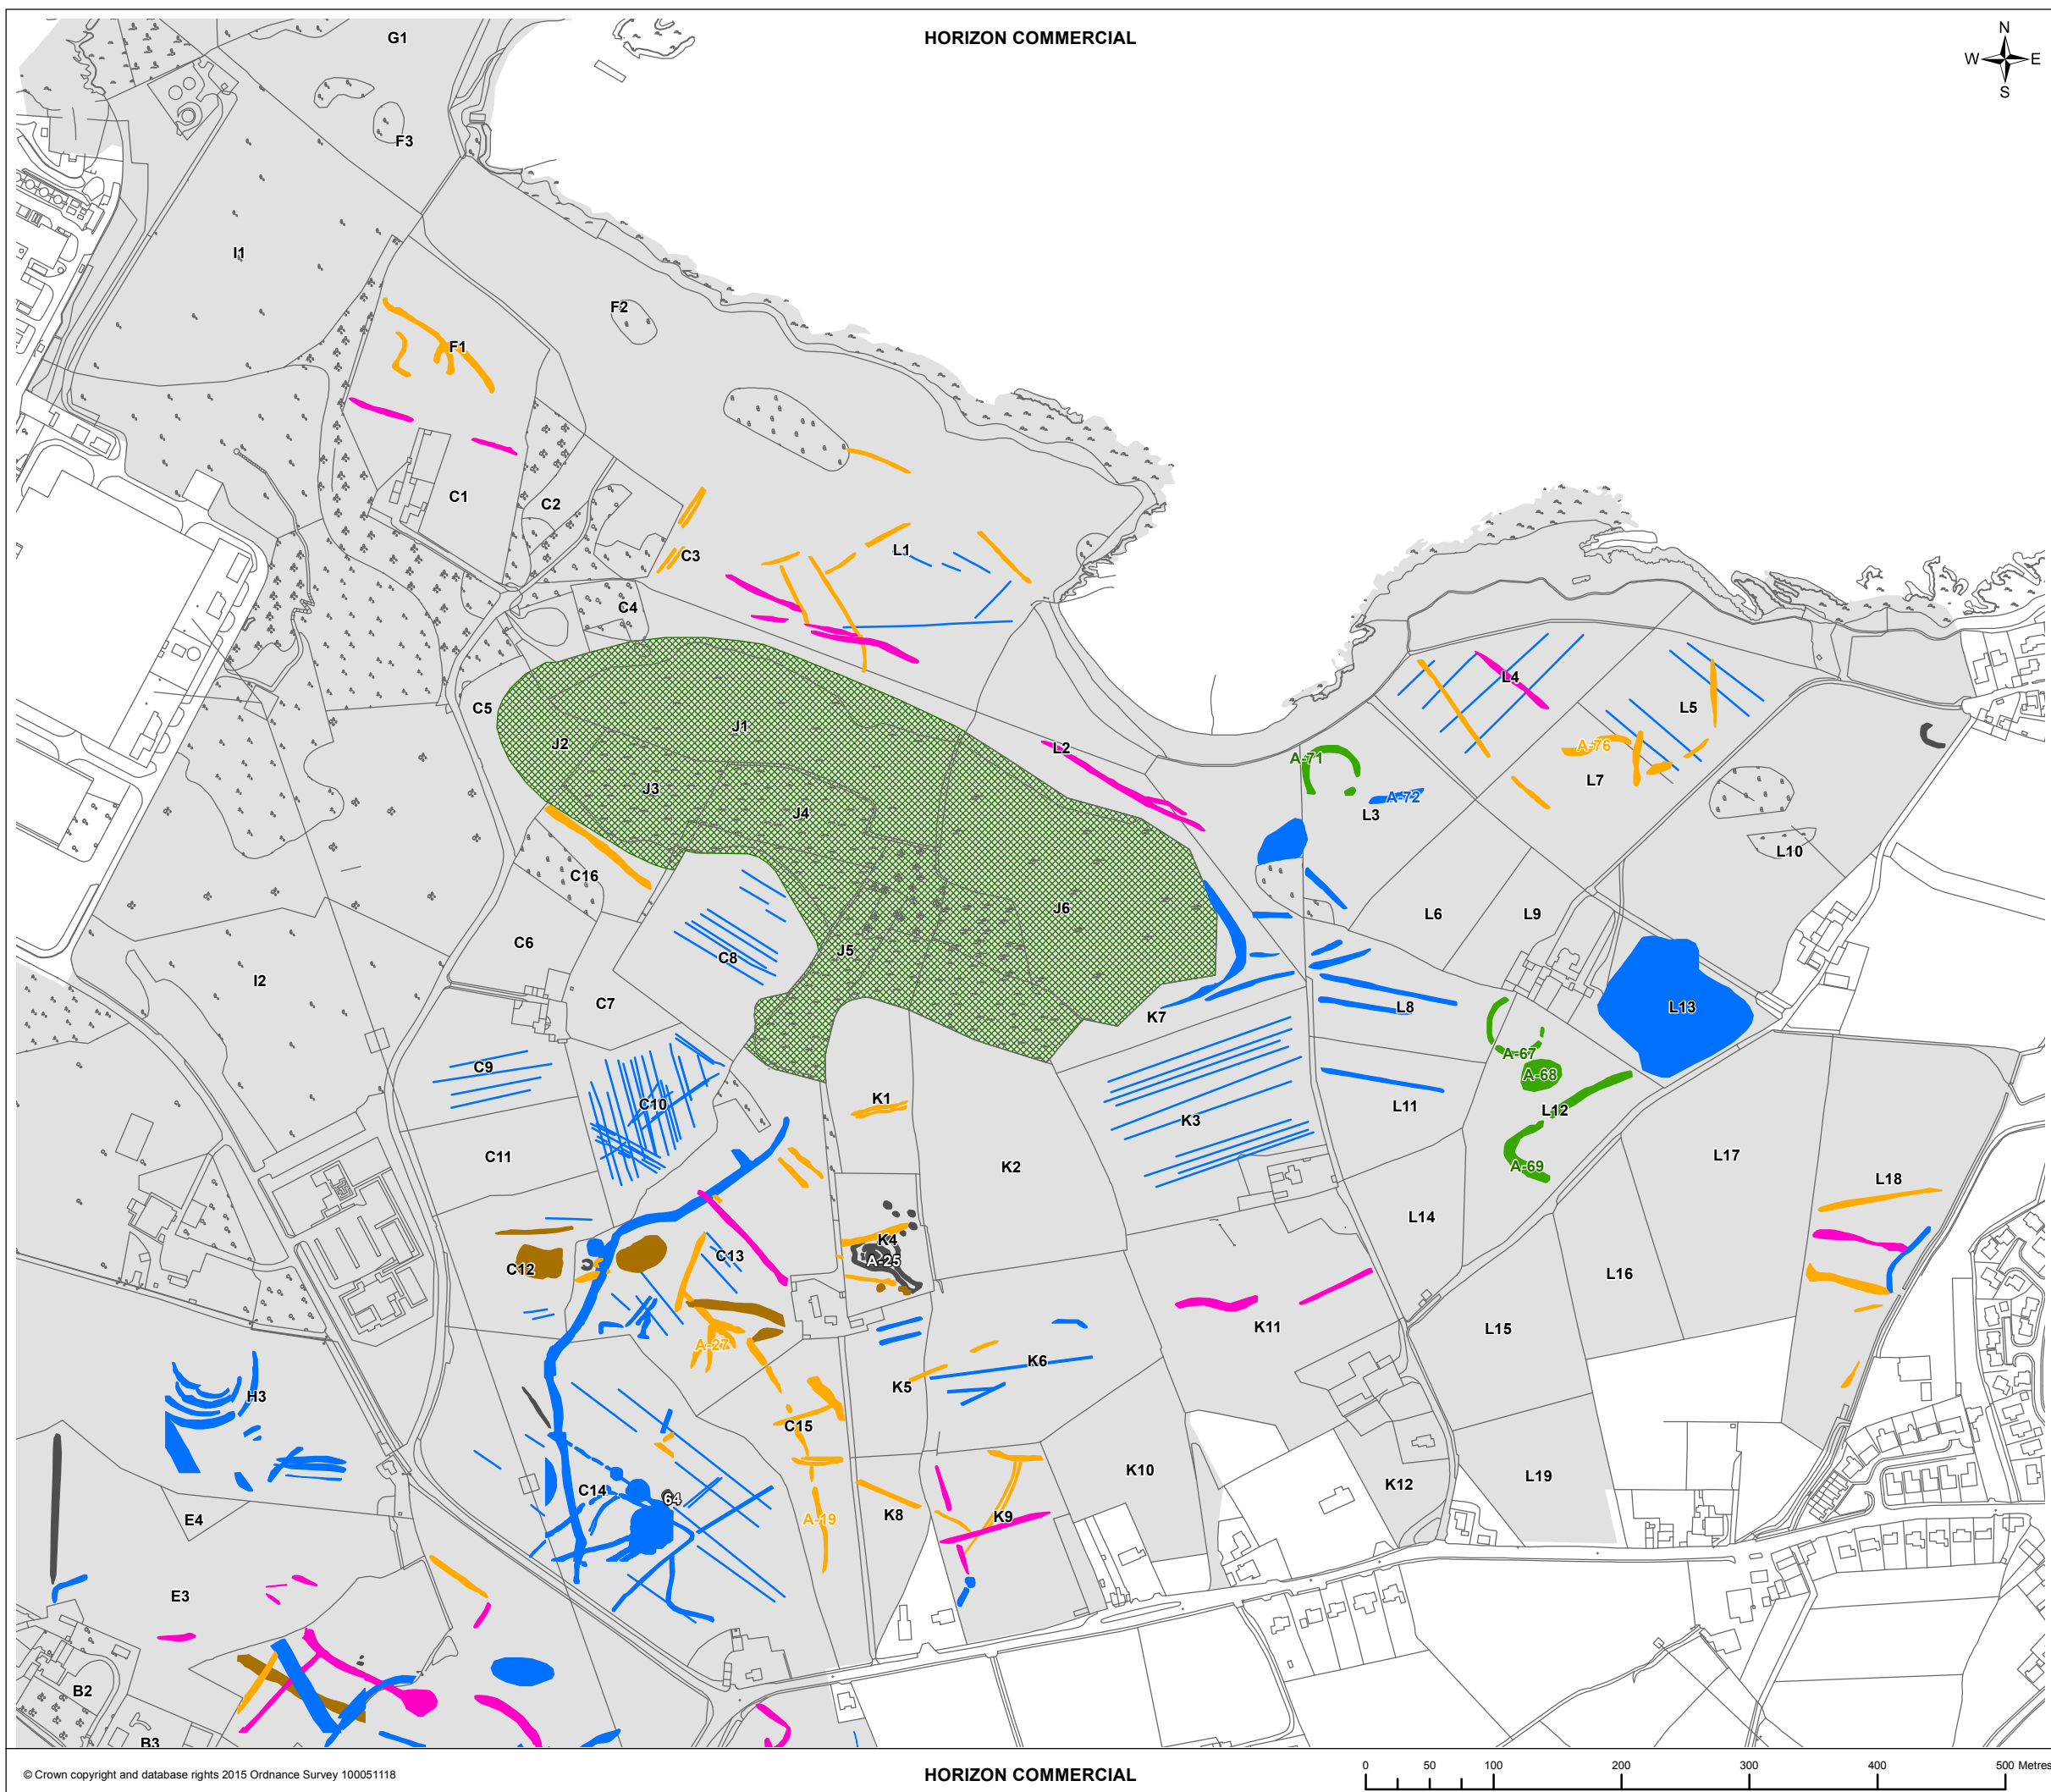 HORIZON COMMERCIAL
N
W E
S
G1
F3
I1
F2
F1
C1
C2
C3
L1
C4
C5
J1
J2
L2
J3
J4
L4
L5
A-76
A-71
L7
A-72
L3
L10
C16
J6
L6
L9
C6
J5
C8
I2
C7
L8
L13
K7
A-67
C9
A-68
K1
C10
L11
L12
K3
C11
K2
A-69
L17
L18
L14
K4
C13
A-25
C12
L16
K11
L15
A-27
K6
K5
H3
C15
K10
L19
K12
C14
64
E4
A-19
K8
K9
E3
B2
B3
© Crown copyright and database rights 2015 Ordnance Survey 100051118
HORIZON COMMERCIAL
0 50 100 200 300 400 500 Metres